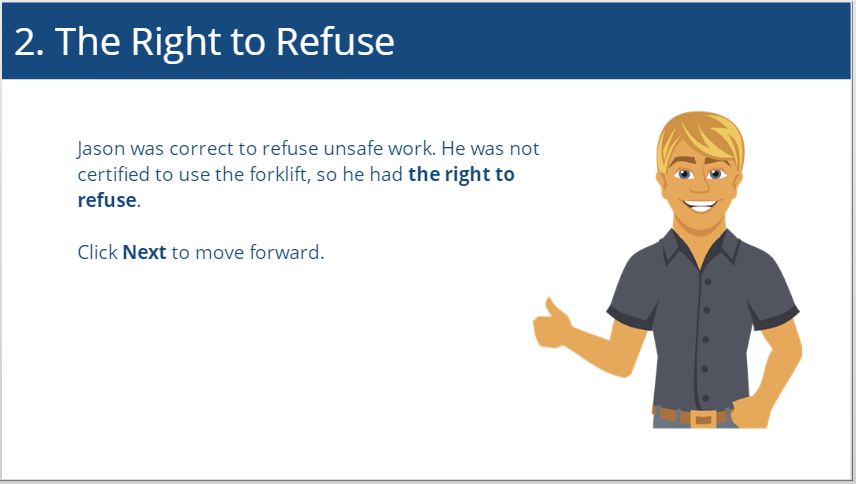 2. The Right to Refuse
Jason was correct to refuse unsafe work. He was not
certified to use the forklift, so he had the right to
refuse.
Click Next to move forward.